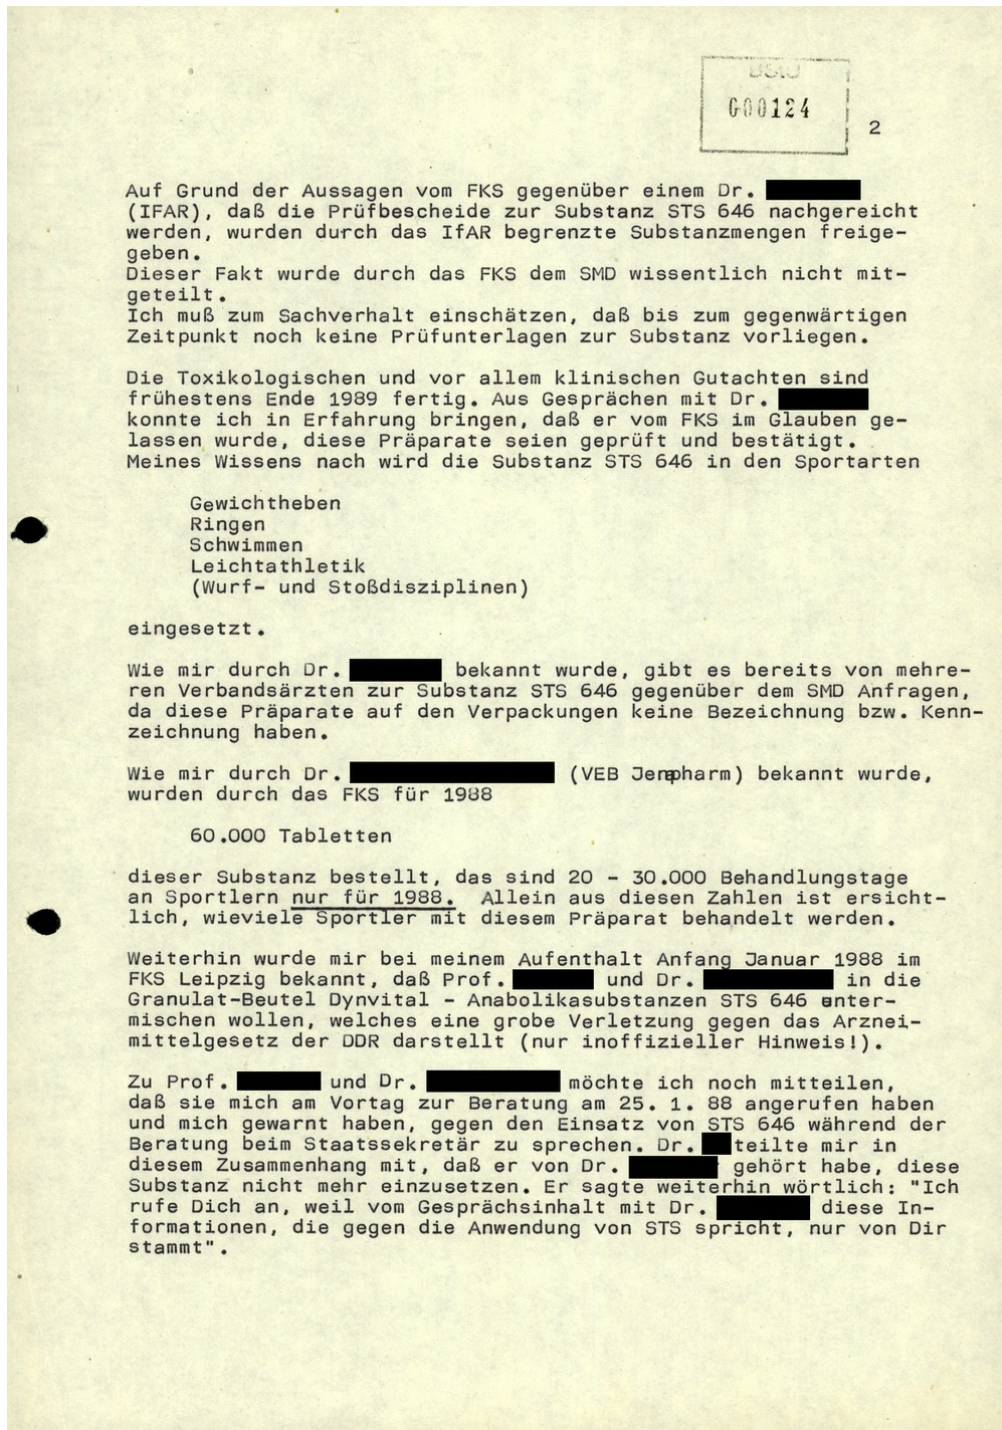 BStU
000124
2
Auf Grund der Aussagen vom FKS gegenüber einem Dr.
(IFAR), daß die Prüfbescheide zur Substanz STS 646 nachgereicht
werden, wurden durch das IfAR begrenzte Substanzmengen freige-
geben.
Dieser Fakt wurde durch das FKS dem SMD wissentlich nicht mit-
geteilt.
Ich muß zum Sachverhalt einschätzen, daß bis zum gegenwärtigen
Zeitpunkt noch keine Prüfunterlagen zur Substanz vorliegen.
Die Toxikologischen und vor allem klinischen Gutachten sind
frühestens Ende 1989 fertig. Aus Gesprächen mit Dr.
konnte ich in Erfahrung bringen, daß er vom FKS im Glauben ge-
lassen wurde, diese Präparate seien geprüft und bestätigt.
Meines Wissens nach wird die Substanz STS 646 in den Sportarten
Gewichtheben
Ringen
Schwimmen
Leichtathletik
(Wurf- und Stoßdisziplinen)
eingesetzt.
Wie mir durch Dr. bekannt wurde, gibt es bereits von mehre-
ren Verbandsärzten zur Substanz STS 646 gegenüber dem SMD Anfragen,
da diese Präparate auf den Verpackungen keine Bezeichnung bzw. Kenn-
zeichnung haben.
Wie mir durch Dr. (VEB Jenapharm) bekannt wurde,
wurden durch das FKS für 1988
60.000 Tabletten
dieser Substanz bestellt, das sind 20 - 30.000 Behandlungstage
an Sportlern nur für 1988. Allein aus diesen Zahlen ist ersicht-
lich, wieviele Sportler mit diesem Präparat behandelt werden.
Weiterhin wurde mir bei meinem Aufenthalt Anfang Januar 1988 im
FKS Leipzig bekannt, daß Prof. und Dr. in die
Granulat-Beutel Dynvital - Anabolikasubstanzen STS 646 unter-
mischen wollen, welches eine grobe Verletzung gegen das Arznei-
mittelgesetz der DDR darstellt (nur inoffizieller Hinweis!).
Zu Prof. und Dr. möchte ich noch mitteilen,
daß sie mich am Vortag zur Beratung am 25. 1. 88 angerufen haben
und mich gewarnt haben, gegen den Einsatz von STS 646 während der
Beratung beim Staatssekretär zu sprechen. Dr. teilte mir in
diesem Zusammenhang mit, daß er von Dr. gehört habe, diese
Substanz nicht mehr einzusetzen. Er sagte weiterhin wörtlich: "Ich
rufe Dich an, weil vom Gesprächsinhalt mit Dr. diese In-
formationen, die gegen die Anwendung von STS spricht, nur von Dir
stammt".